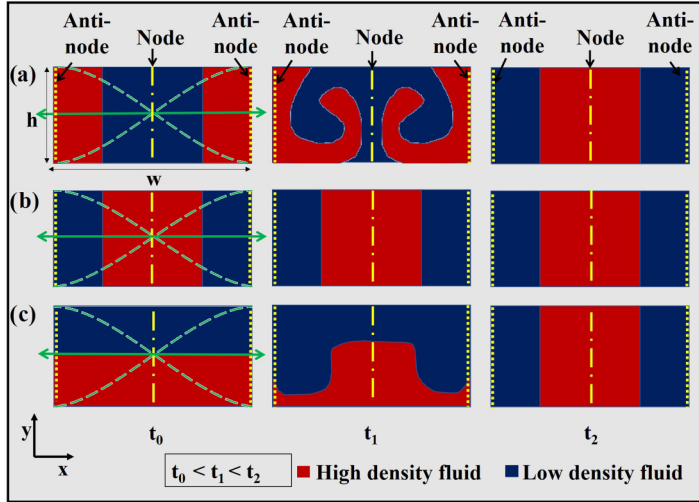 Anti-
node
Node
Anti-
node
Anti-
node
Node
Anti-
node
Anti-
node
Node
Anti-
node
(a)
h
w
(b)
(c)
y
x
t0
t1
t2
t0 < t1 < t2
High density fluid
Low density fluid